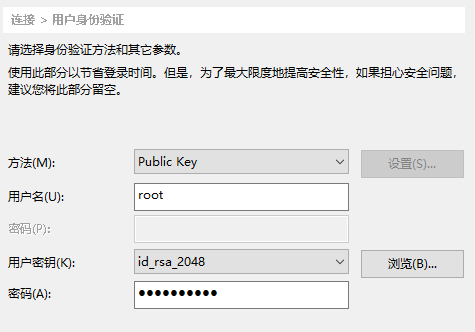 连接 > 用户身份验证
请选择身份验证方法和其它参数。
使用此部分以节省登录时间。但是，为了最大限度地提高安全性，如果担心安全问题，
建议您将此部分留空。
方法(M): Public Key 设置(S)...
用户名(U): root
密码(P):
用户密钥(K): id_rsa_2048 浏览(B)...
密码(A): ●●●●●●●●●●